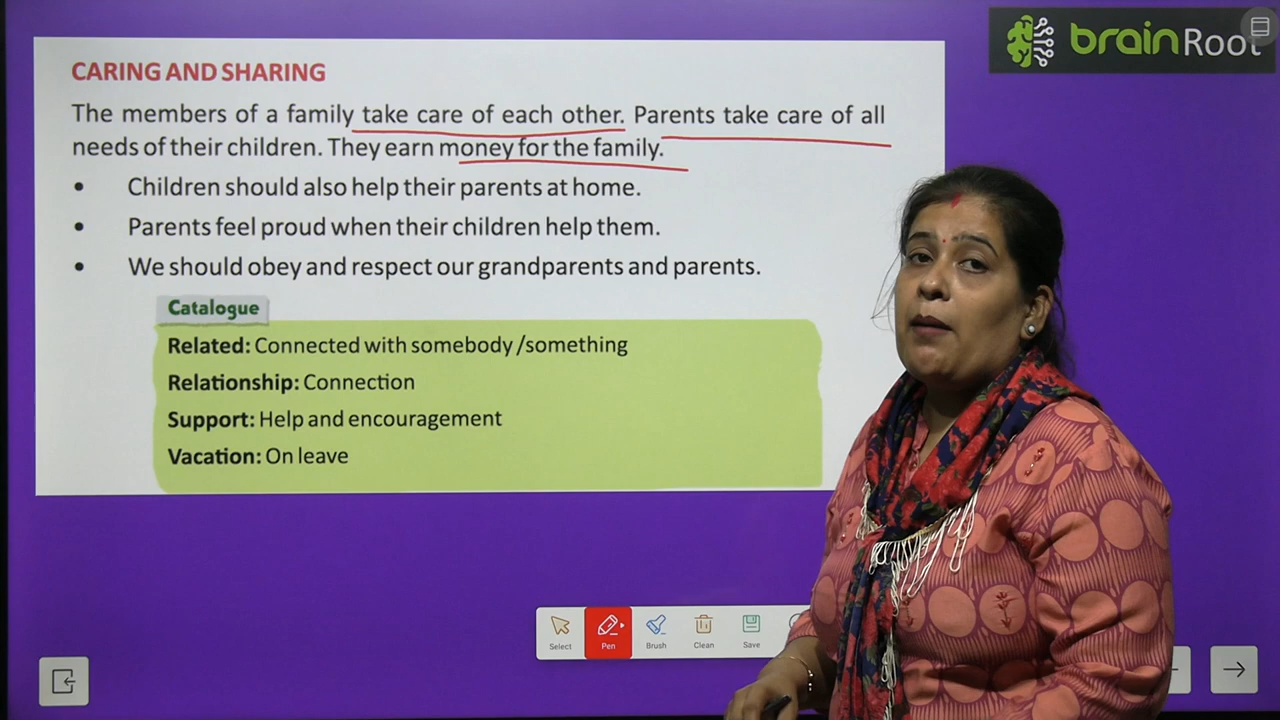 brainRoot
CARING AND SHARING
The members of a family take care of each other. Parents take care of all
needs of their children. They earn money for the family.
• Children should also help their parents at home.
• Parents feel proud when their children help them.
• We should obey and respect our grandparents and parents.
Catalogue
Related: Connected with somebody /something
Relationship: Connection
Support: Help and encouragement
Vacation: On leave
Select
Pen
Brush
Clean
Save